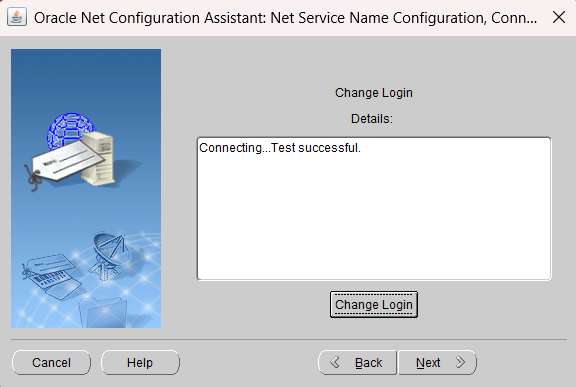 Oracle Net Configuration Assistant: Net Service Name Configuration, Conn...
Change Login
Details:
Connecting...Test successful.
Change Login
Cancel
Help
Back
Next